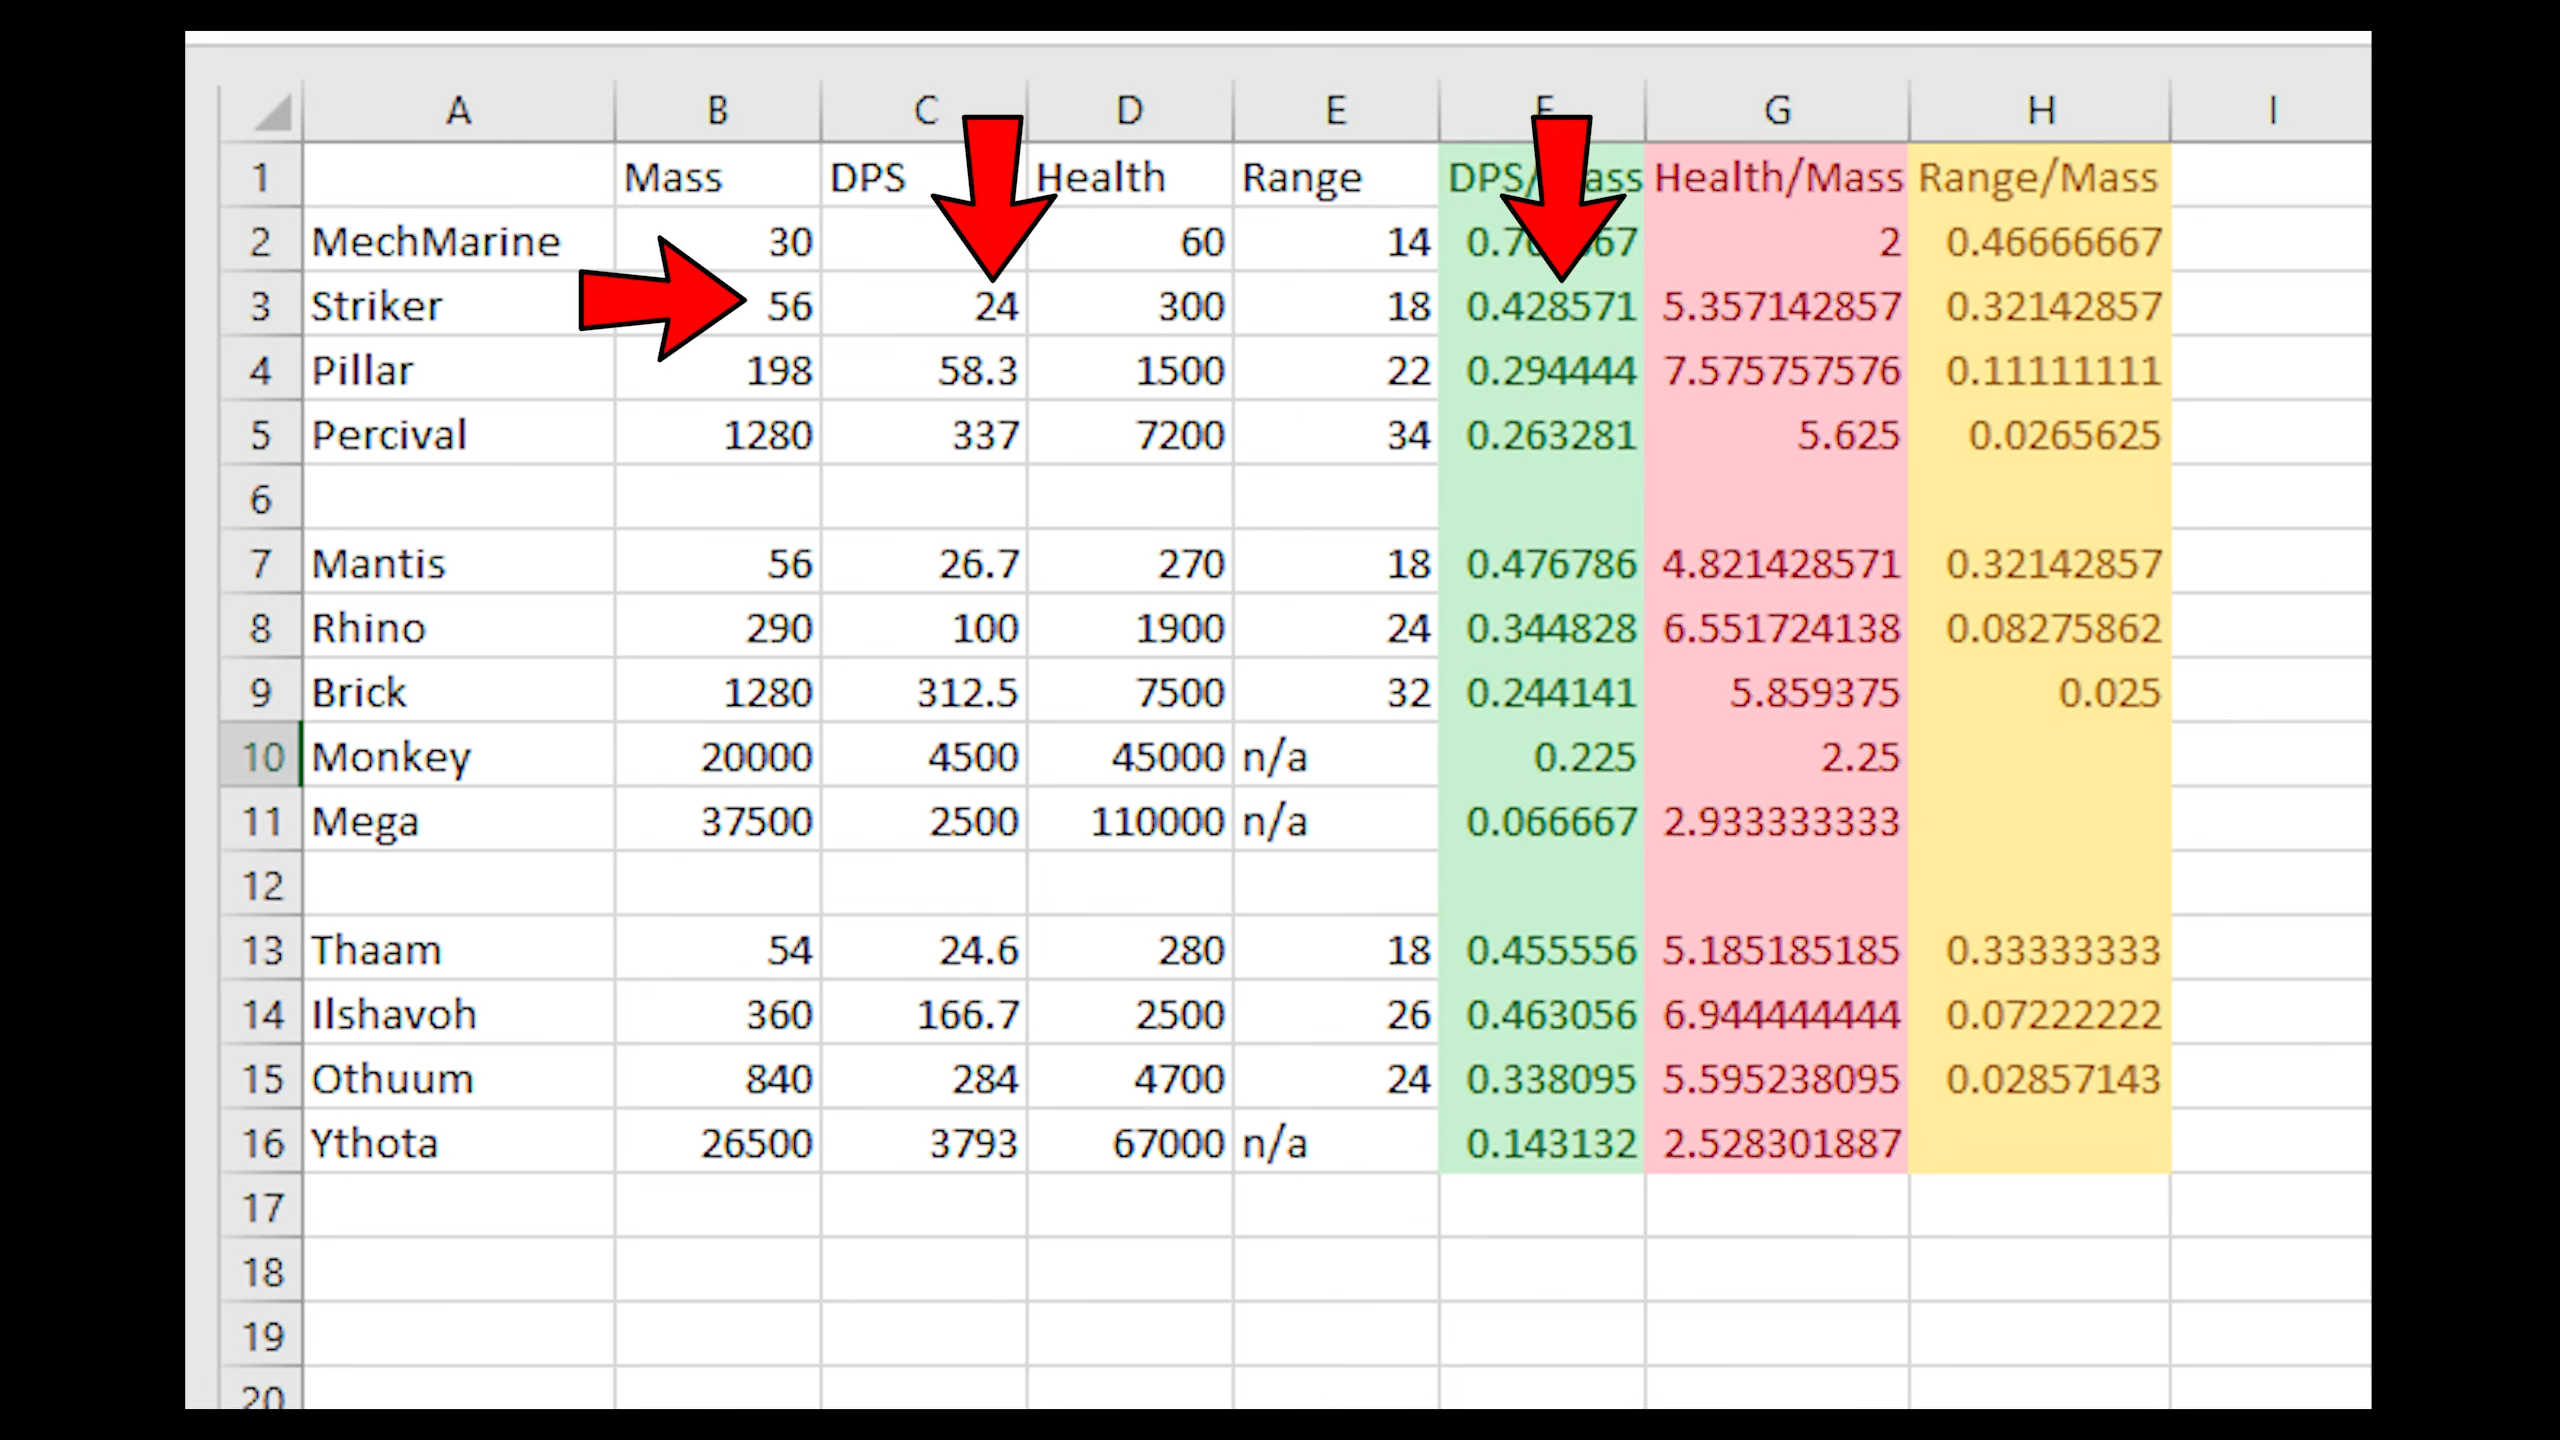 A B C D E F G H I
1 Mass DPS Health Range Health/Mass Range/Mass
2 MechMarine 30 60 14 2 0.46666667
3 Striker 56 24 300 18 0.428571 5.357142857 0.32142857
4 Pillar 198 58.3 1500 22 0.294444 7.575757576 0.11111111
5 Percival 1280 337 7200 34 0.263281 5.625 0.0265625
6
7 Mantis 56 26.7 270 18 0.476786 4.821428571 0.32142857
8 Rhino 290 100 1900 24 0.344828 6.551724138 0.08275862
9 Brick 1280 312.5 7500 32 0.244141 5.859375 0.025
10 Monkey 20000 4500 45000 n/a 0.225 2.25
11 Mega 37500 2500 110000 n/a 0.066667 2.933333333
12
13 Thaam 54 24.6 280 18 0.455556 5.185185185 0.33333333
14 Ilshavoh 360 166.7 2500 26 0.463056 6.944444444 0.07222222
15 Othuum 840 284 4700 24 0.338095 5.595238095 0.02857143
16 Ythota 26500 3793 67000 n/a 0.143132 2.528301887
17
18
19
20